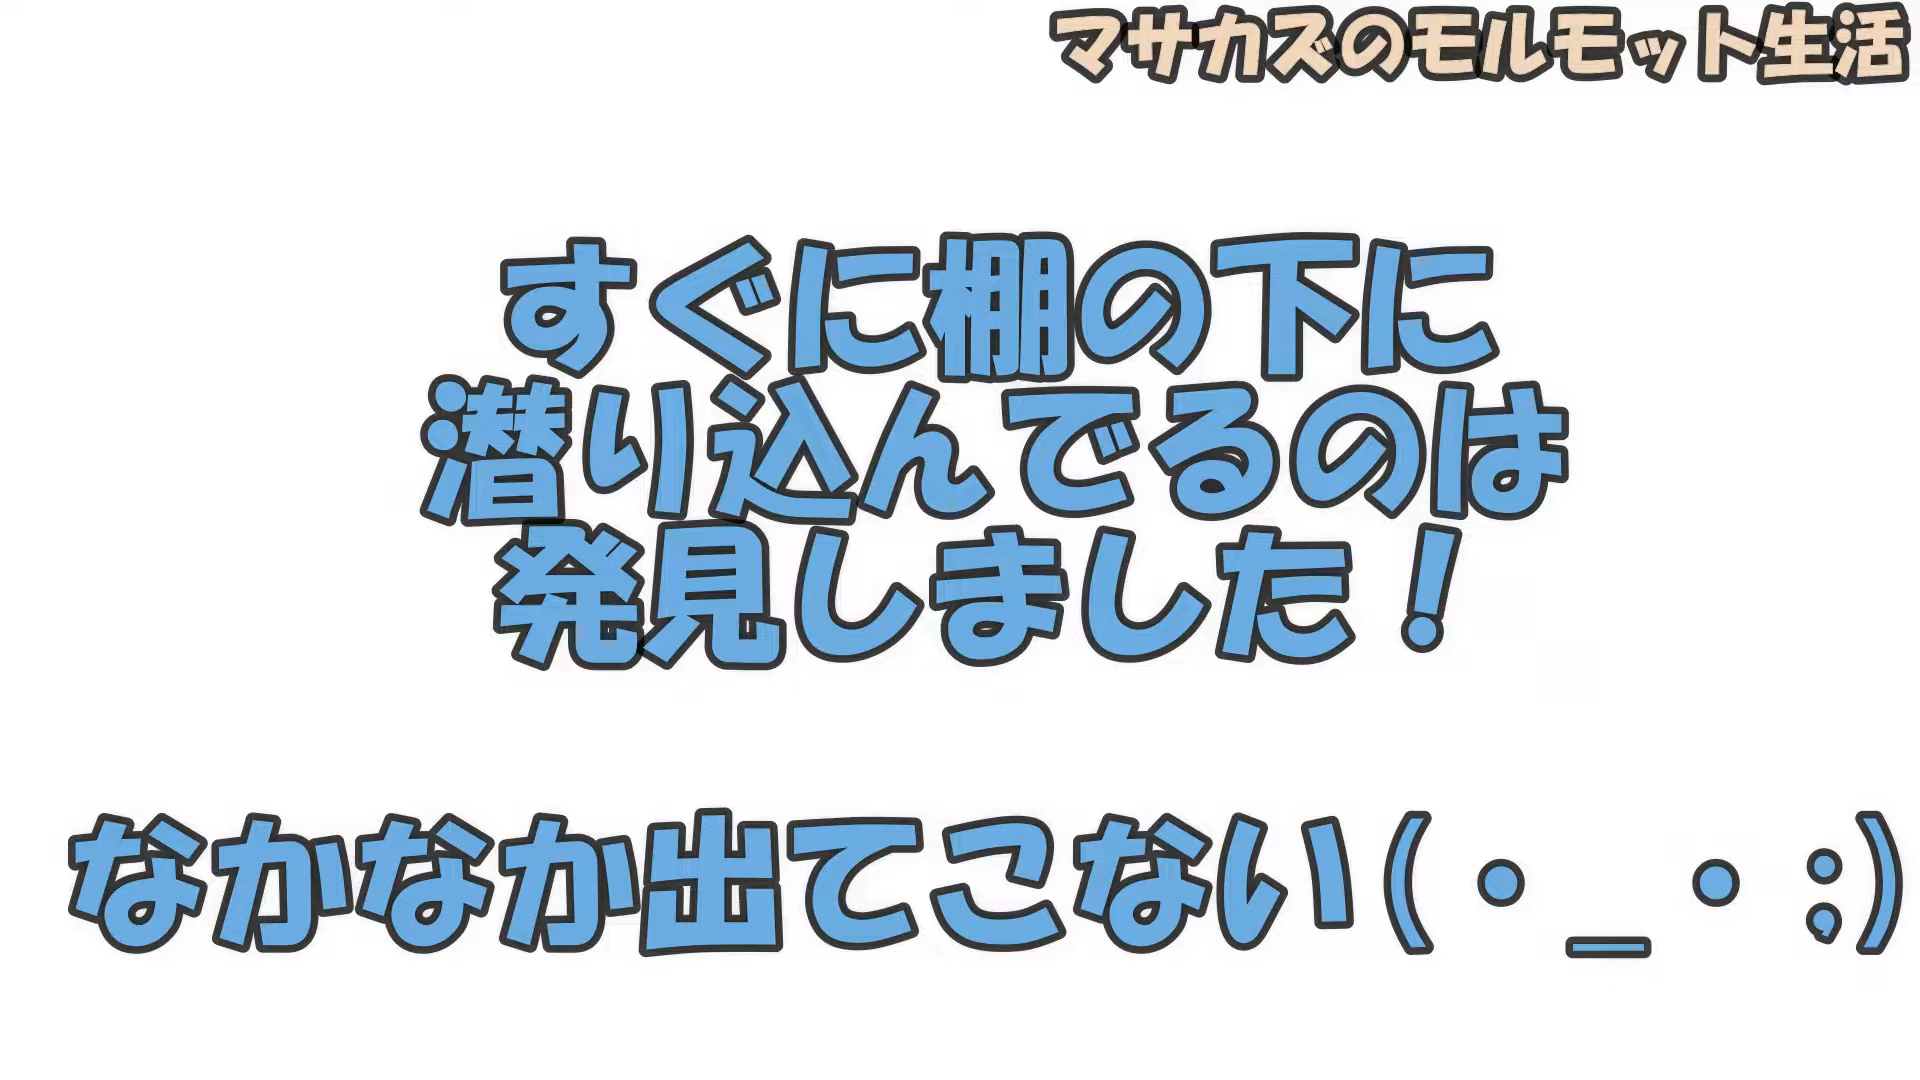 マサカズのモルモット生活
すぐに棚の下に
潜り込んでるのは
発見しました！
なかなか出てこない(・_・;)